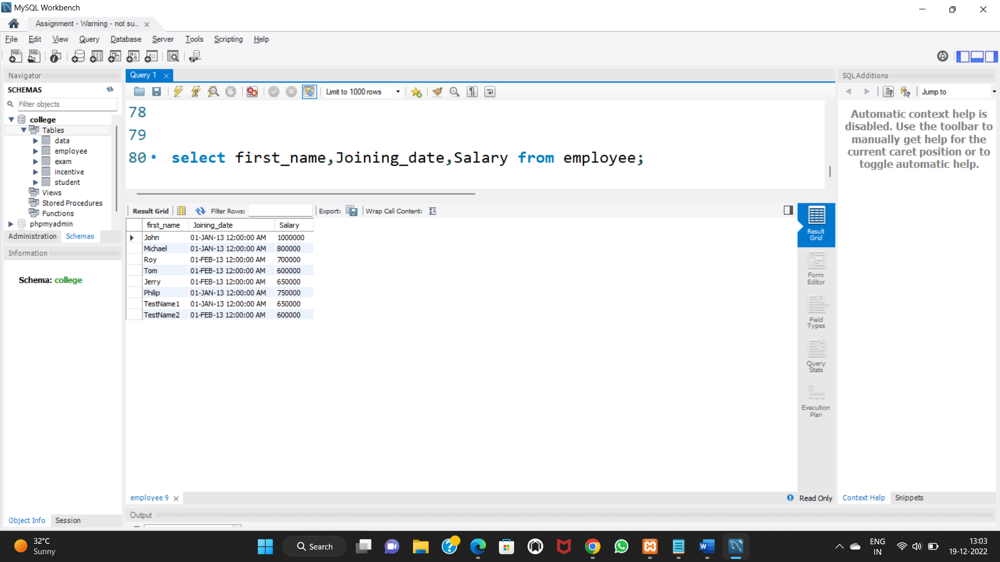 MySQL Workbench
Assignment - Warning - not su...
File Edit View Query Database Server Tools Scripting Help
Navigator
SCHEMAS
Filter objects
college
Tables
data
employee
exam
incentive
student
Views
Stored Procedures
Functions
phpmyadmin
Administration Schemas
Information
Schema: college
Object Info Session
Query 1
Limit to 1000 rows
78
79
80 select first_name,Joining_date,Salary from employee;
Result Grid Filter Rows: Export: Wrap Cell Content:
first_name Joining_date Salary
John 01-JAN-13 12:00:00 AM 1000000
Michael 01-JAN-13 12:00:00 AM 800000
Roy 01-FEB-13 12:00:00 AM 700000
Tom 01-FEB-13 12:00:00 AM 600000
Jerry 01-FEB-13 12:00:00 AM 650000
Philip 01-JAN-13 12:00:00 AM 750000
TestName1 01-JAN-13 12:00:00 AM 650000
TestName2 01-FEB-13 12:00:00 AM 600000
Result
Grid
Form
Editor
Field
Types
Query
Stats
Execution
Plan
employee 9
Read Only
Output
SQLAdditions
Jump to
Automatic context help is
disabled. Use the toolbar to
manually get help for the
current caret position or to
toggle automatic help.
Context Help Snippets
32°C
Sunny
Search
ENG
IN
13:03
19-12-2022